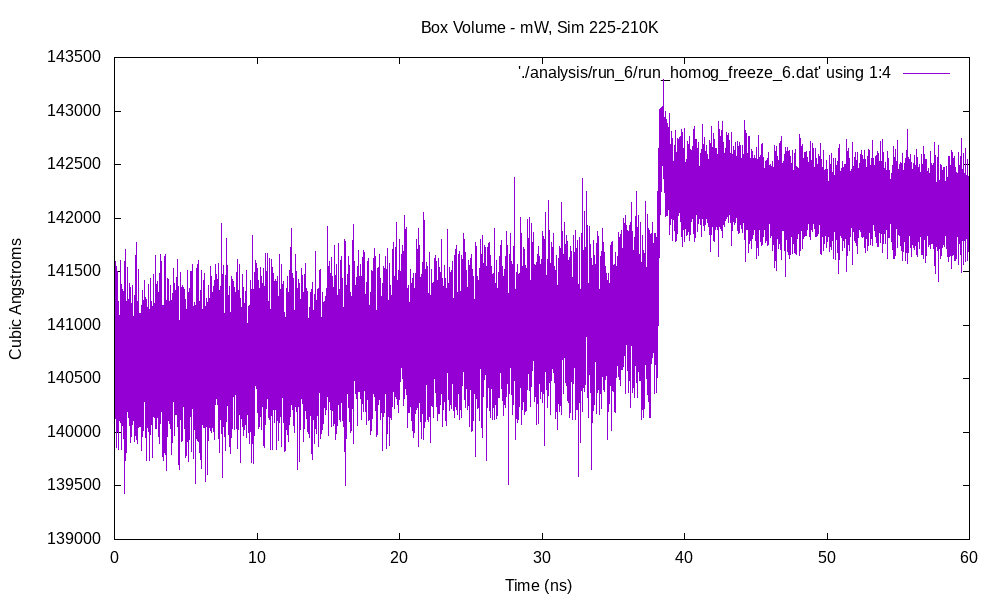 Box Volume - mW, Sim 225-210K
'./analysis/run_6/run_homog_freeze_6.dat' using 1:4
Cubic Angstroms
143500
143000
142500
142000
141500
141000
140500
140000
139500
139000
0 10 20 30 40 50 60
Time (ns)